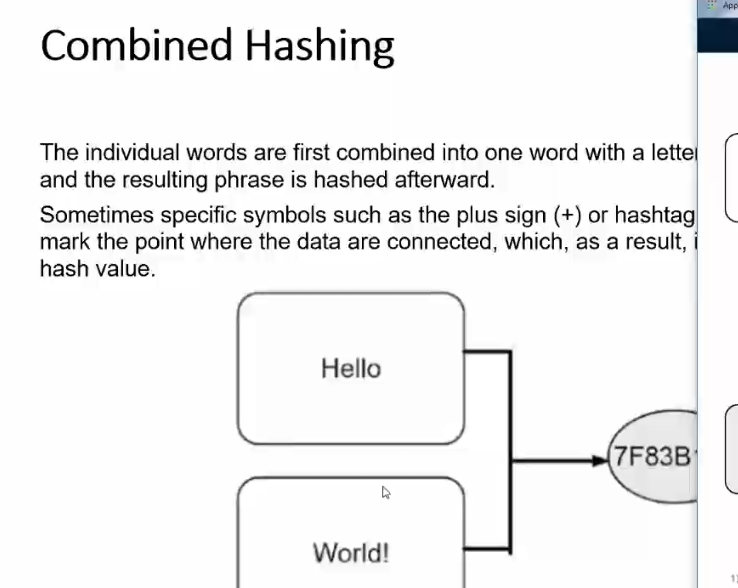 Combined Hashing
The individual words are first combined into one word with a letter
and the resulting phrase is hashed afterward.
Sometimes specific symbols such as the plus sign (+) or hashtag
mark the point where the data are connected, which, as a result, i
hash value.
Hello
7F83B
World!
App